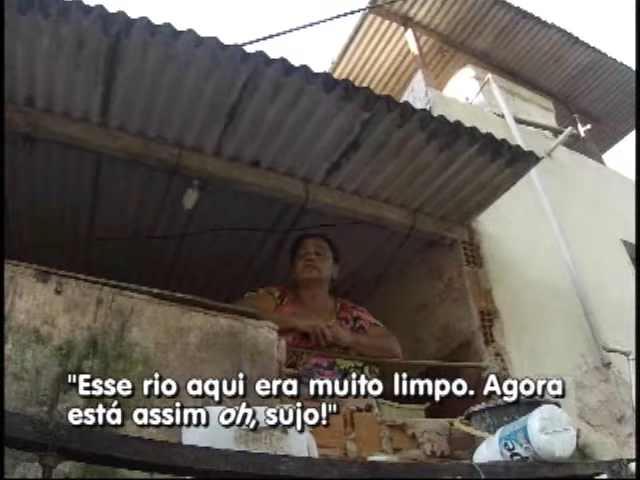 "Esse rio aqui era muito limpo. Agora
está assim oh, sujo!"